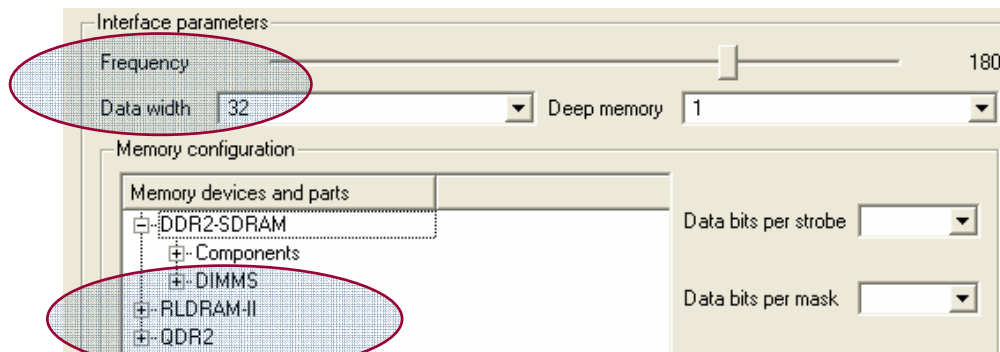 Interface parameters
Frequency 180
Data width 32 Deep memory 1
Memory configuration
Memory devices and parts
DDR2-SDRAM
Data bits per strobe
Components
DIMMS
Data bits per mask
RLDRAM-II
QDR2